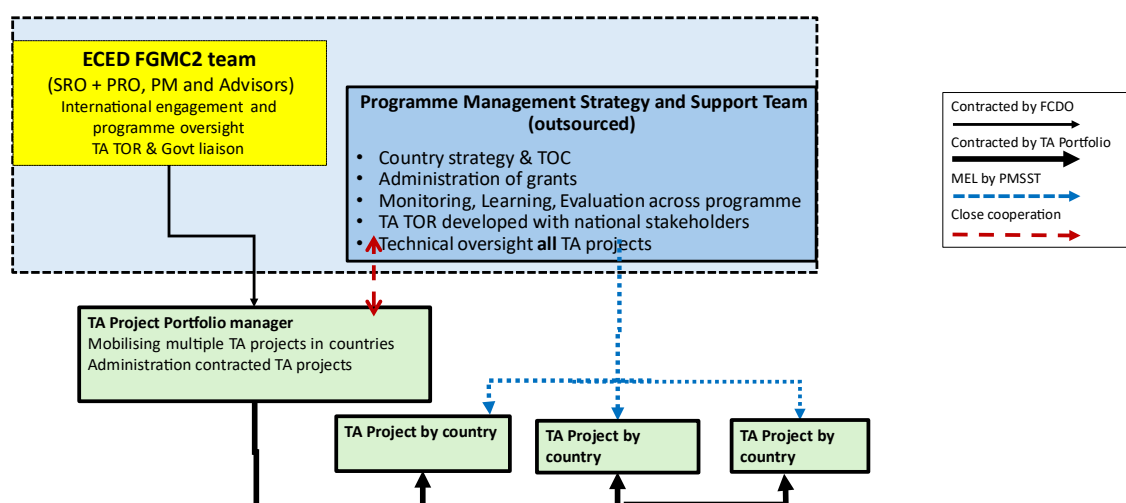 ECED FGMC2 team
(SRO + PRO, PM and Advisors)
International engagement and
programme oversight
TA TOR & Govt liaison
Programme Management Strategy and Support Team
(outsourced)
• Country strategy & TOC
• Administration of grants
• Monitoring, Learning, Evaluation across programme
• TA TOR developed with national stakeholders
• Technical oversight all TA projects
Contracted by FCDO
Contracted by TA Portfolio
MEL by PMSST
Close cooperation
TA Project Portfolio manager
Mobilising multiple TA projects in countries
Administration contracted TA projects
TA Project by country
TA Project by
country
TA Project by
country